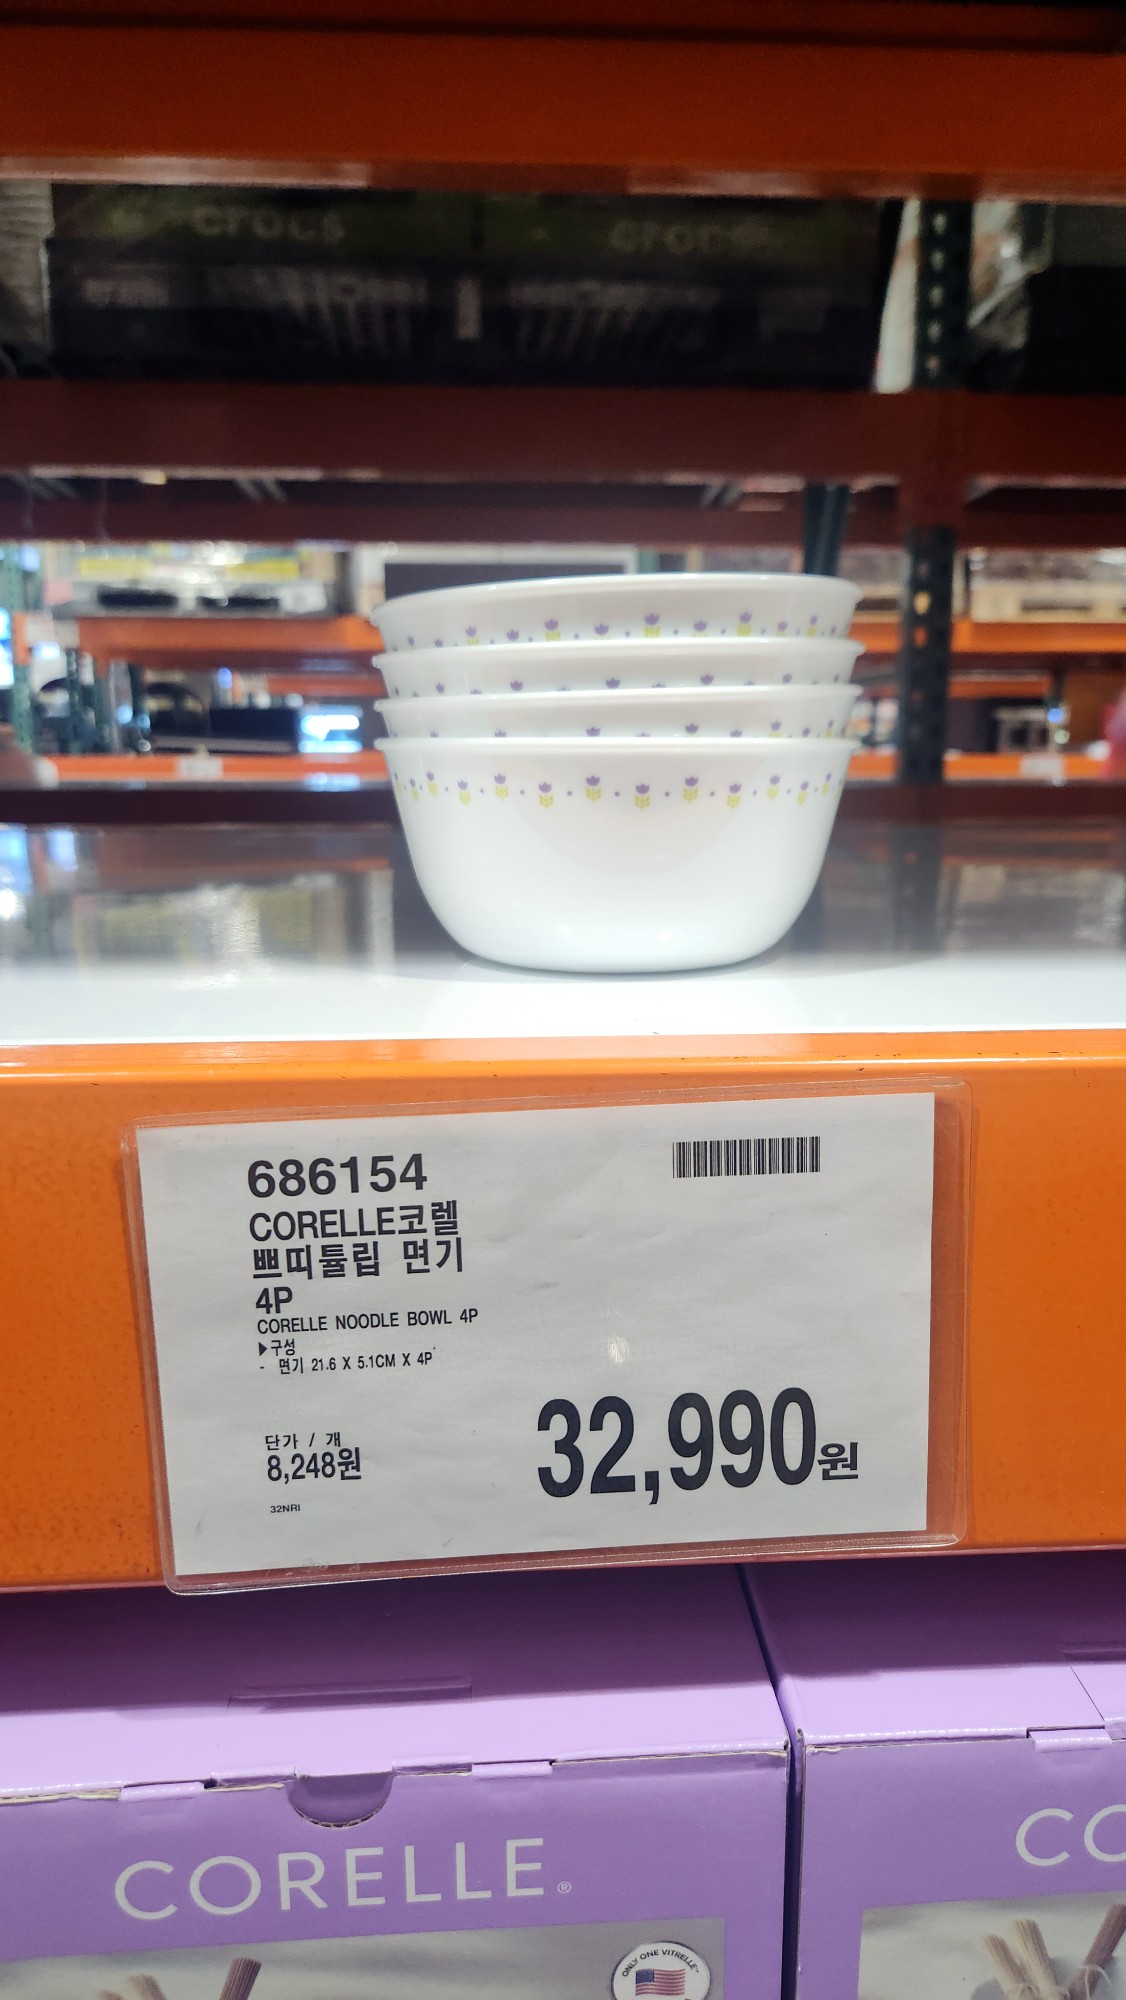 crocs
686154
CORELLE코렐
쁘띠튤립 면기
4P
CORELLE NOODLE BOWL 4P
▶구성
- 면기 21.6 X 5.1CM X 4P
단가 / 개
8,248원
32,990원
32NRI
CORELLE®
CO
ONLY ONE VITRELLE™